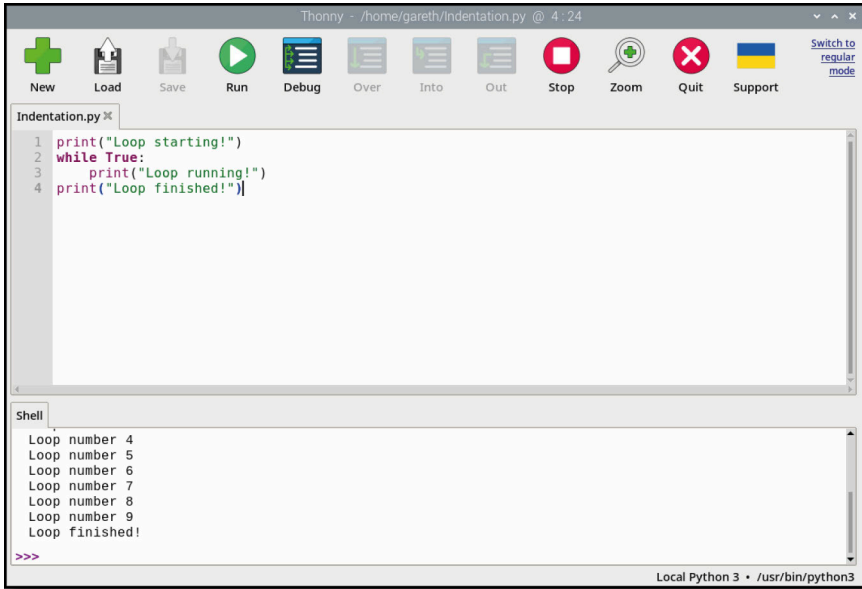 Thonny - /home/gareth/Indentation.py @ 4:24
Switch to
regular
mode
New Load Save Run Debug Over Into Out Stop Zoom Quit Support
Indentation.py
1 print("Loop starting!")
2 while True:
3     print("Loop running!")
4 print("Loop finished!")
Shell
Loop number 4
Loop number 5
Loop number 6
Loop number 7
Loop number 8
Loop number 9
Loop finished!
>>>
Local Python 3 • /usr/bin/python3